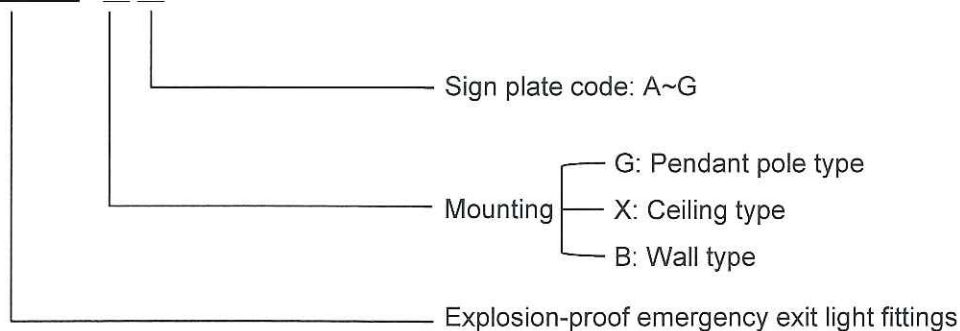 Sign plate code: A~G
G: Pendant pole type
Mounting
X: Ceiling type
B: Wall type
Explosion-proof emergency exit light fittings